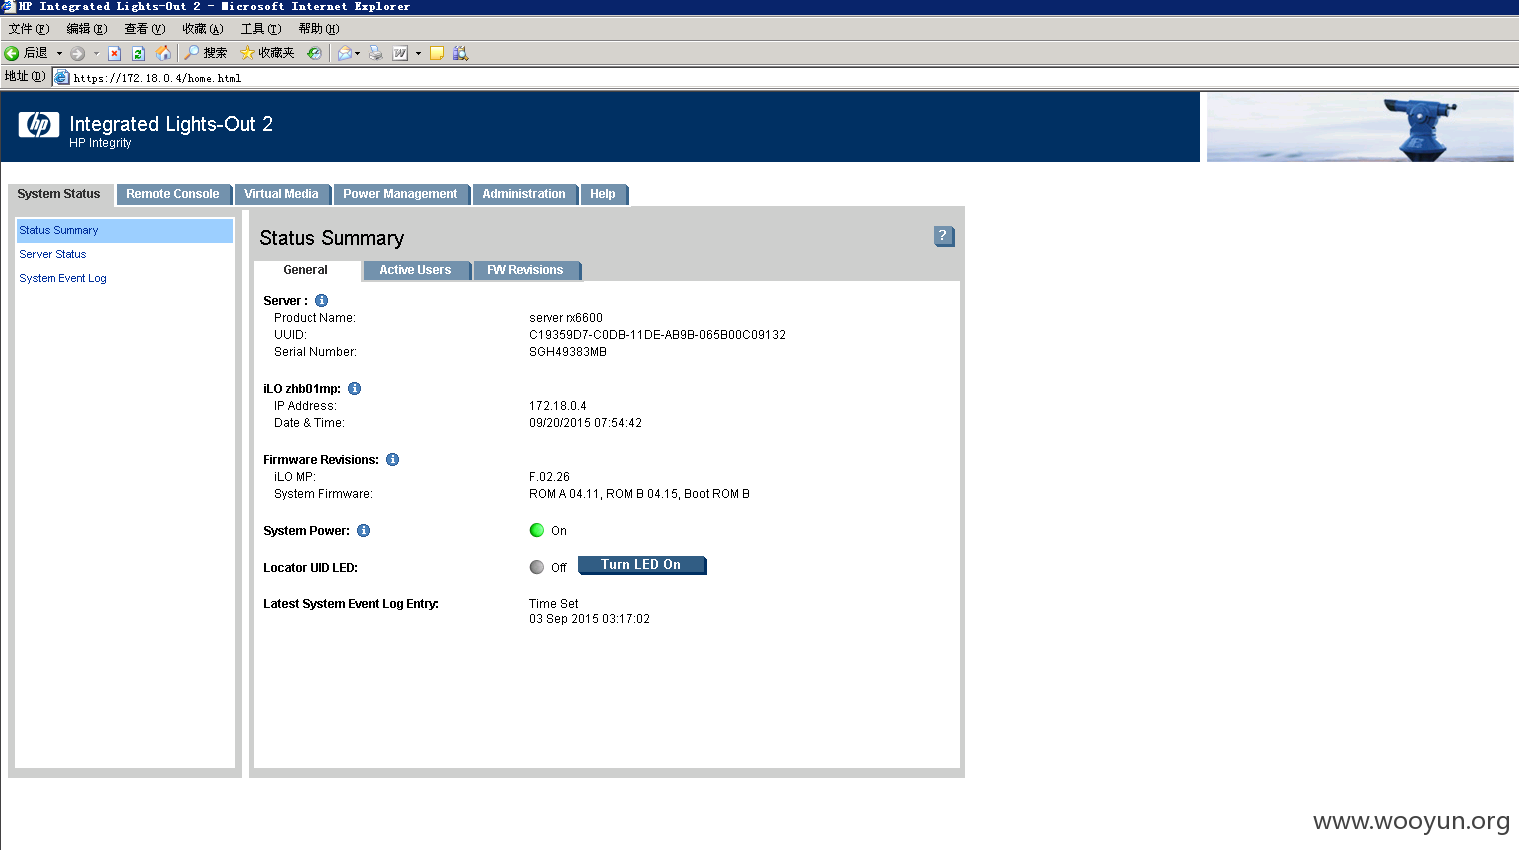 HP Integrated Lights-Out 2 - Microsoft Internet Explorer
文件(F) 编辑(E) 查看(V) 收藏(A) 工具(T) 帮助(H)
后退 搜索 收藏夹
地址(D) https://172.18.0.4/home.html
hp Integrated Lights-Out 2
HP Integrity
System Status Remote Console Virtual Media Power Management Administration Help
Status Summary
Server Status
System Event Log
Status Summary ?
General Active Users FW Revisions
Server :
Product Name: server rx6600
UUID: C19359D7-C0DB-11DE-AB9B-065B00C09132
Serial Number: SGH49383MB
iLO zhb01mp:
IP Address: 172.18.0.4
Date & Time: 09/20/2015 07:54:42
Firmware Revisions:
iLO MP: F.02.26
System Firmware: ROM A 04.11, ROM B 04.15, Boot ROM B
System Power: On
Locator UID LED: Off Turn LED On
Latest System Event Log Entry: Time Set
03 Sep 2015 03:17:02
www.wooyun.org